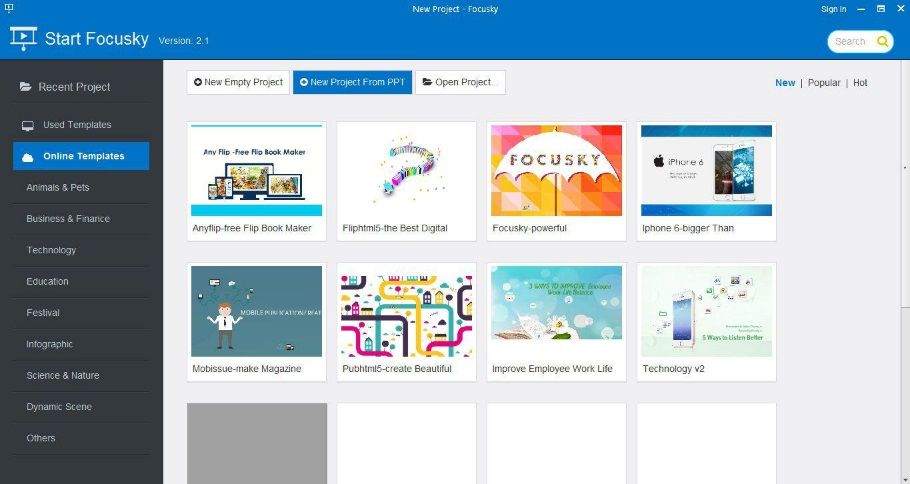 New Project - Focusky
Sign In
Start Focusky
Version: 2.1
Search
Recent Project
Used Templates
Online Templates
Animals & Pets
Business & Finance
Technology
Education
Festival
Infographic
Science & Nature
Dynamic Scene
Others
New Empty Project
New Project From PPT
Open Project...
New | Popular | Hot
Any Flip -Free Flip Book Maker
Anyflip-free Flip Book Maker
Fliphtml5-the Best Digital
FOCUSKY
Focusky-powerful
iPhone 6
Iphone 6-bigger Than
MOBILE PUBLICATION CREAT
Mobissue-make Magazine
Pubhtml5-create Beautiful
3 WAYS TO IMPROVE Employee
Work Life Balance
Improve Employee Work Life
5 Ways to Listen Better
Technology v2